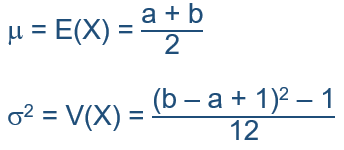 μ = E(X) = a + b / 2
σ² = V(X) = (b – a + 1)² – 1 / 12